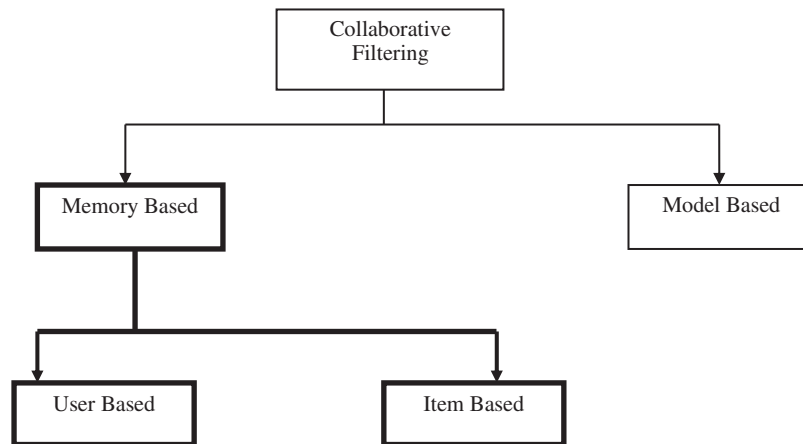 Collaborative
Filtering
Memory Based
Model Based
User Based
Item Based